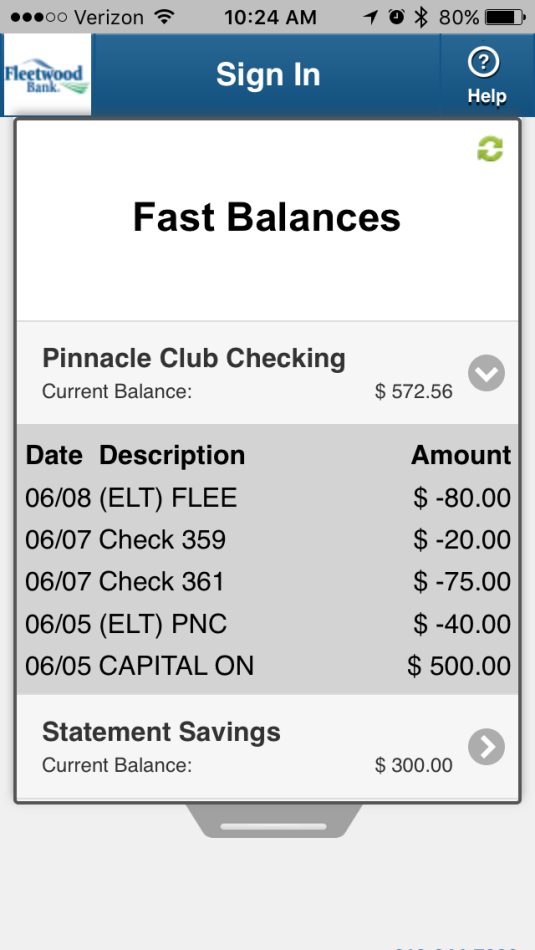 Verizon 10:24 AM 80%
Fleetwood
Bank.
Sign In
?
Help
Fast Balances
Pinnacle Club Checking
Current Balance: $ 572.56
Date Description Amount
06/08 (ELT) FLEE $ -80.00
06/07 Check 359 $ -20.00
06/07 Check 361 $ -75.00
06/05 (ELT) PNC $ -40.00
06/05 CAPITAL ON $ 500.00
Statement Savings
Current Balance: $ 300.00